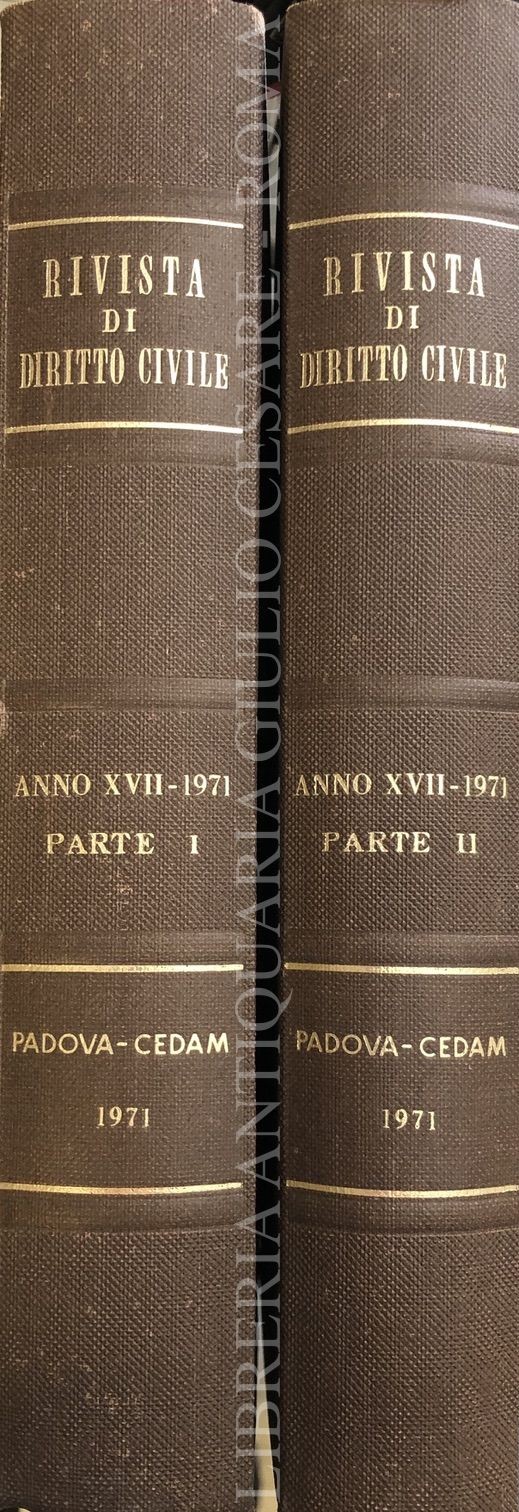 RIVISTA
DI
DIRITTO CIVILE
ANNO XVII-1971
PARTE I
PADOVA-CEDAM
1971
RIVISTA
DI
DIRITTO CIVILE
ANNO XVII-1971
PARTE II
PADOVA-CEDAM
1971
LIBRERIA ANTIQUARIA GIULIO CESARE - ROMA